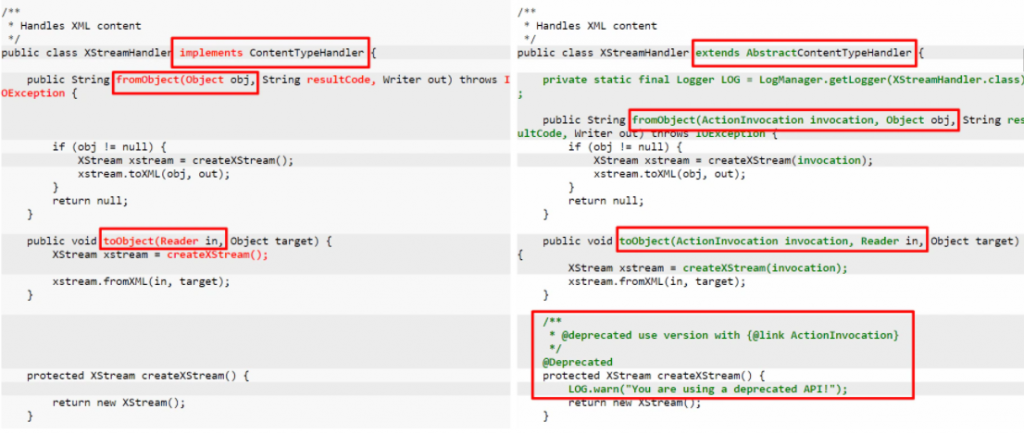 /**
 * Handles XML content
 */
public class XStreamHandler implements ContentTypeHandler {
    public String fromObject(Object obj, String resultCode, Writer out) throws I
OException {
        if (obj != null) {
            XStream xstream = createXStream();
            xstream.toXML(obj, out);
        }
        return null;
    }
    public void toObject(Reader in, Object target) {
        XStream xstream = createXStream();
        xstream.fromXML(in, target);
    }
    protected XStream createXStream() {
        return new XStream();
    }
/**
 * Handles XML content
 */
public class XStreamHandler extends AbstractContentTypeHandler {
    private static final Logger LOG = LogManager.getLogger(XStreamHandler.class)
;
    public String fromObject(ActionInvocation invocation, Object obj, String res
ultCode, Writer out) throws IOException {
        if (obj != null) {
            XStream xstream = createXStream(invocation);
            xstream.toXML(obj, out);
        }
        return null;
    }
    public void toObject(ActionInvocation invocation, Reader in, Object target)
{
        XStream xstream = createXStream(invocation);
        xstream.fromXML(in, target);
    }
    /**
     * @deprecated use version with {@link ActionInvocation}
     */
    @Deprecated
    protected XStream createXStream() {
        LOG.warn("You are using a deprecated API!");
        return new XStream();
    }